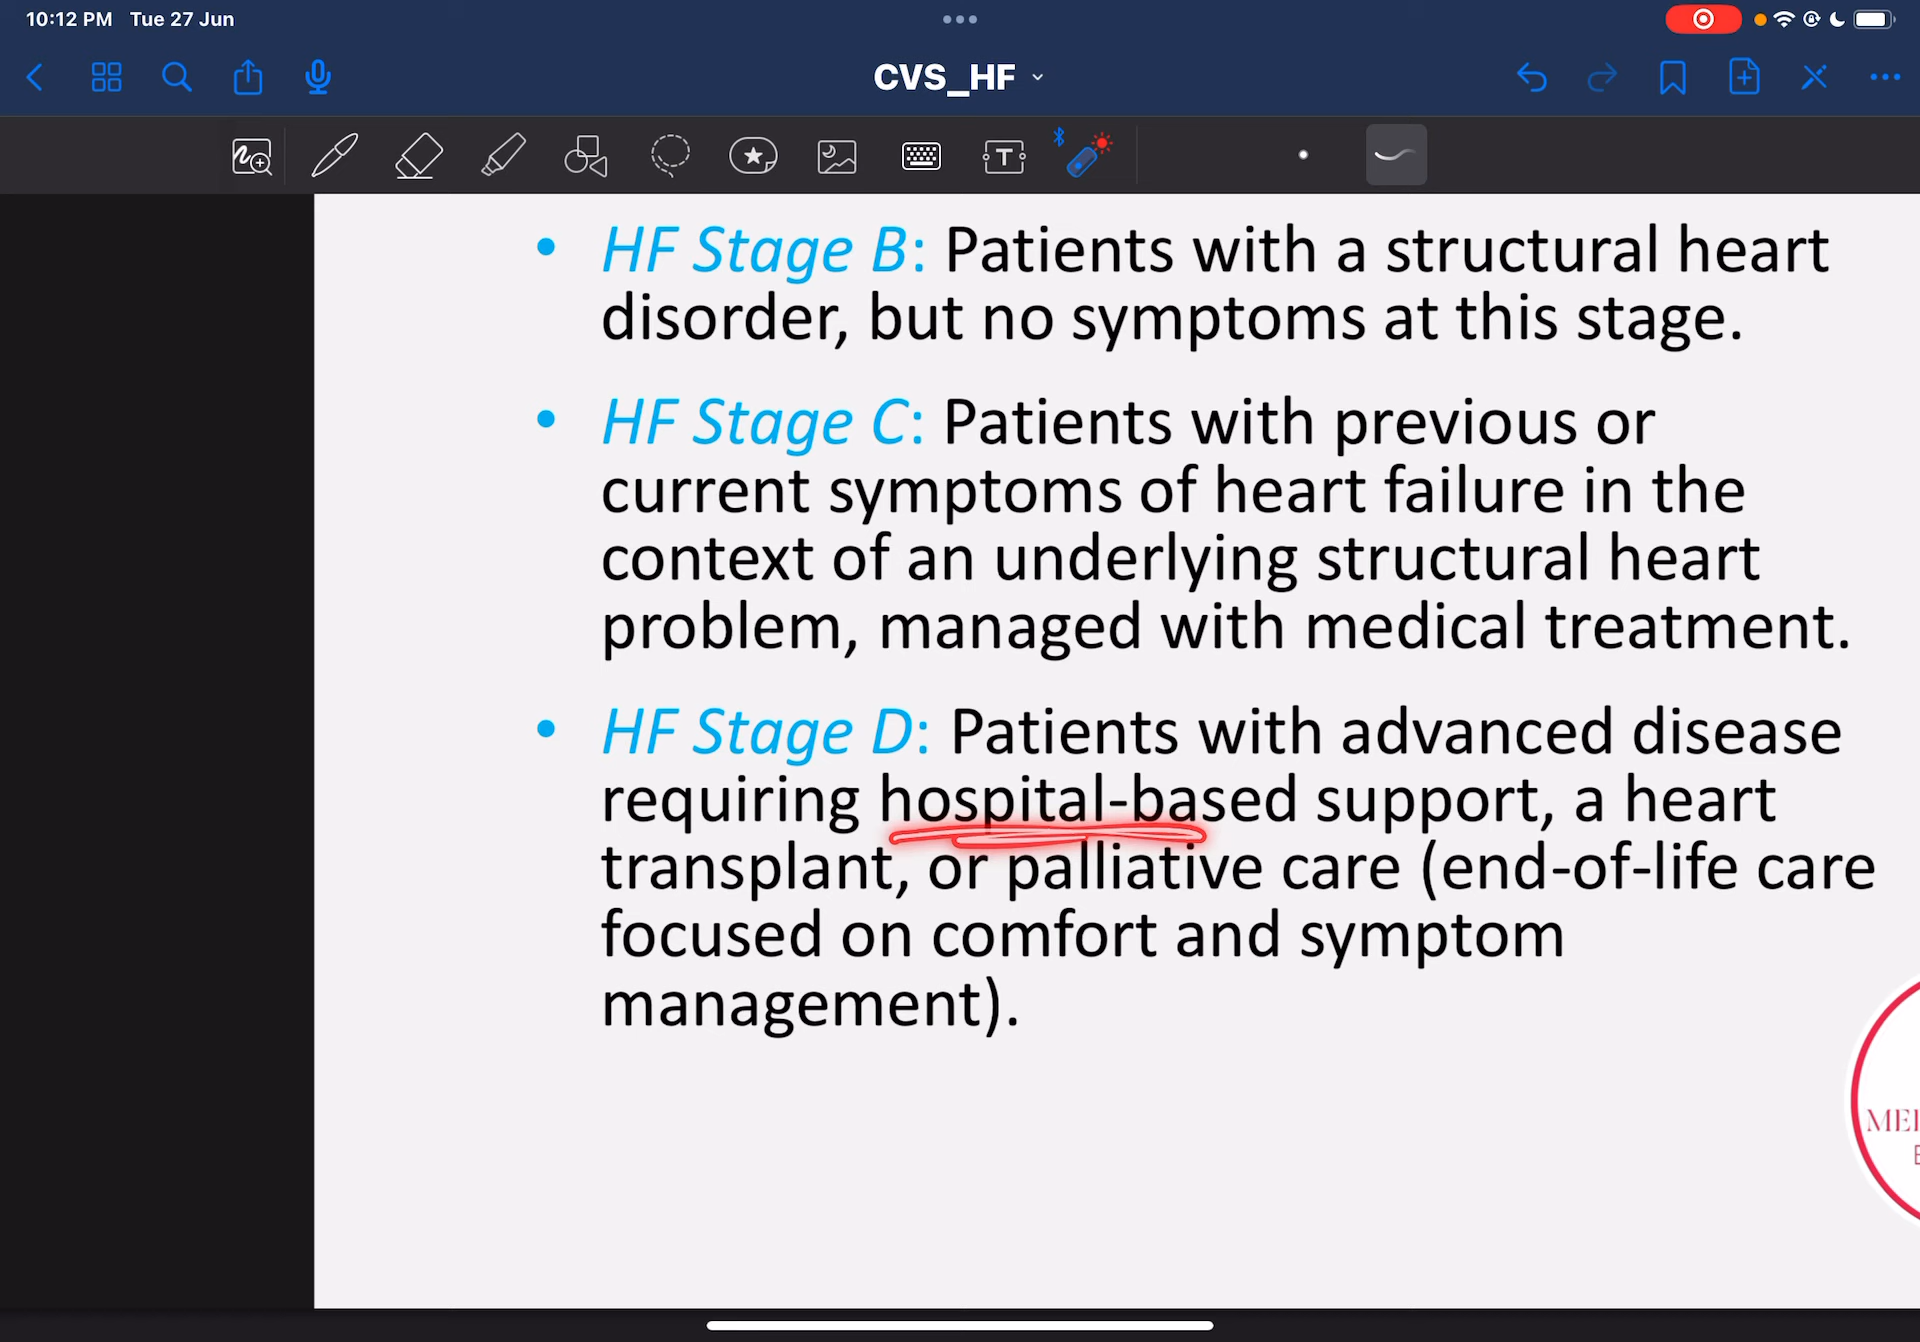 10:12 PM Tue 27 Jun
CVS_HF
T
• HF Stage B: Patients with a structural heart
disorder, but no symptoms at this stage.
• HF Stage C: Patients with previous or
current symptoms of heart failure in the
context of an underlying structural heart
problem, managed with medical treatment.
• HF Stage D: Patients with advanced disease
requiring hospital-based support, a heart
transplant, or palliative care (end-of-life care
focused on comfort and symptom
management).